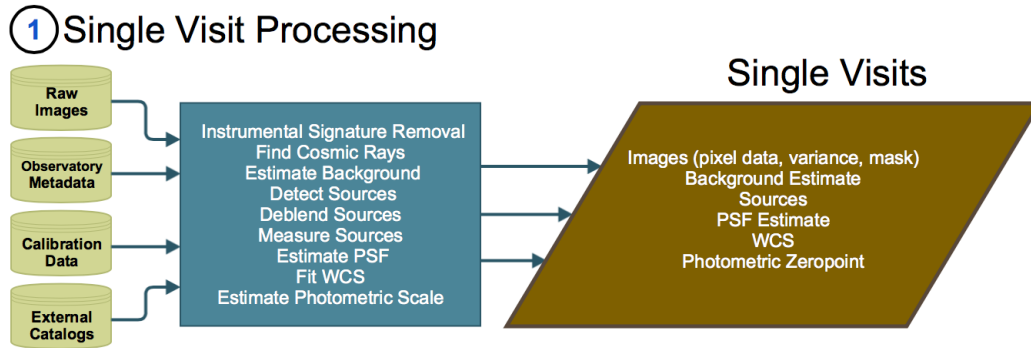 1 Single Visit Processing
Raw
Images
Observatory
Metadata
Calibration
Data
External
Catalogs
Instrumental Signature Removal
Find Cosmic Rays
Estimate Background
Detect Sources
Deblend Sources
Measure Sources
Estimate PSF
Fit WCS
Estimate Photometric Scale
Single Visits
Images (pixel data, variance, mask)
Background Estimate
Sources
PSF Estimate
WCS
Photometric Zeropoint